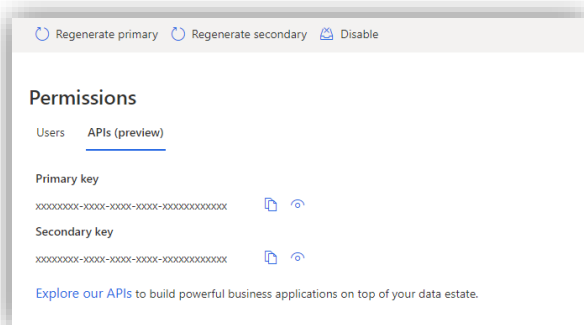 Regenerate primary Regenerate secondary Disable
Permissions
Users APIs (preview)
Primary key
xxxxxxxx-xxxx-xxxx-xxxx-xxxxxxxxxxxx
Secondary key
xxxxxxxx-xxxx-xxxx-xxxx-xxxxxxxxxxxx
Explore our APIs to build powerful business applications on top of your data estate.